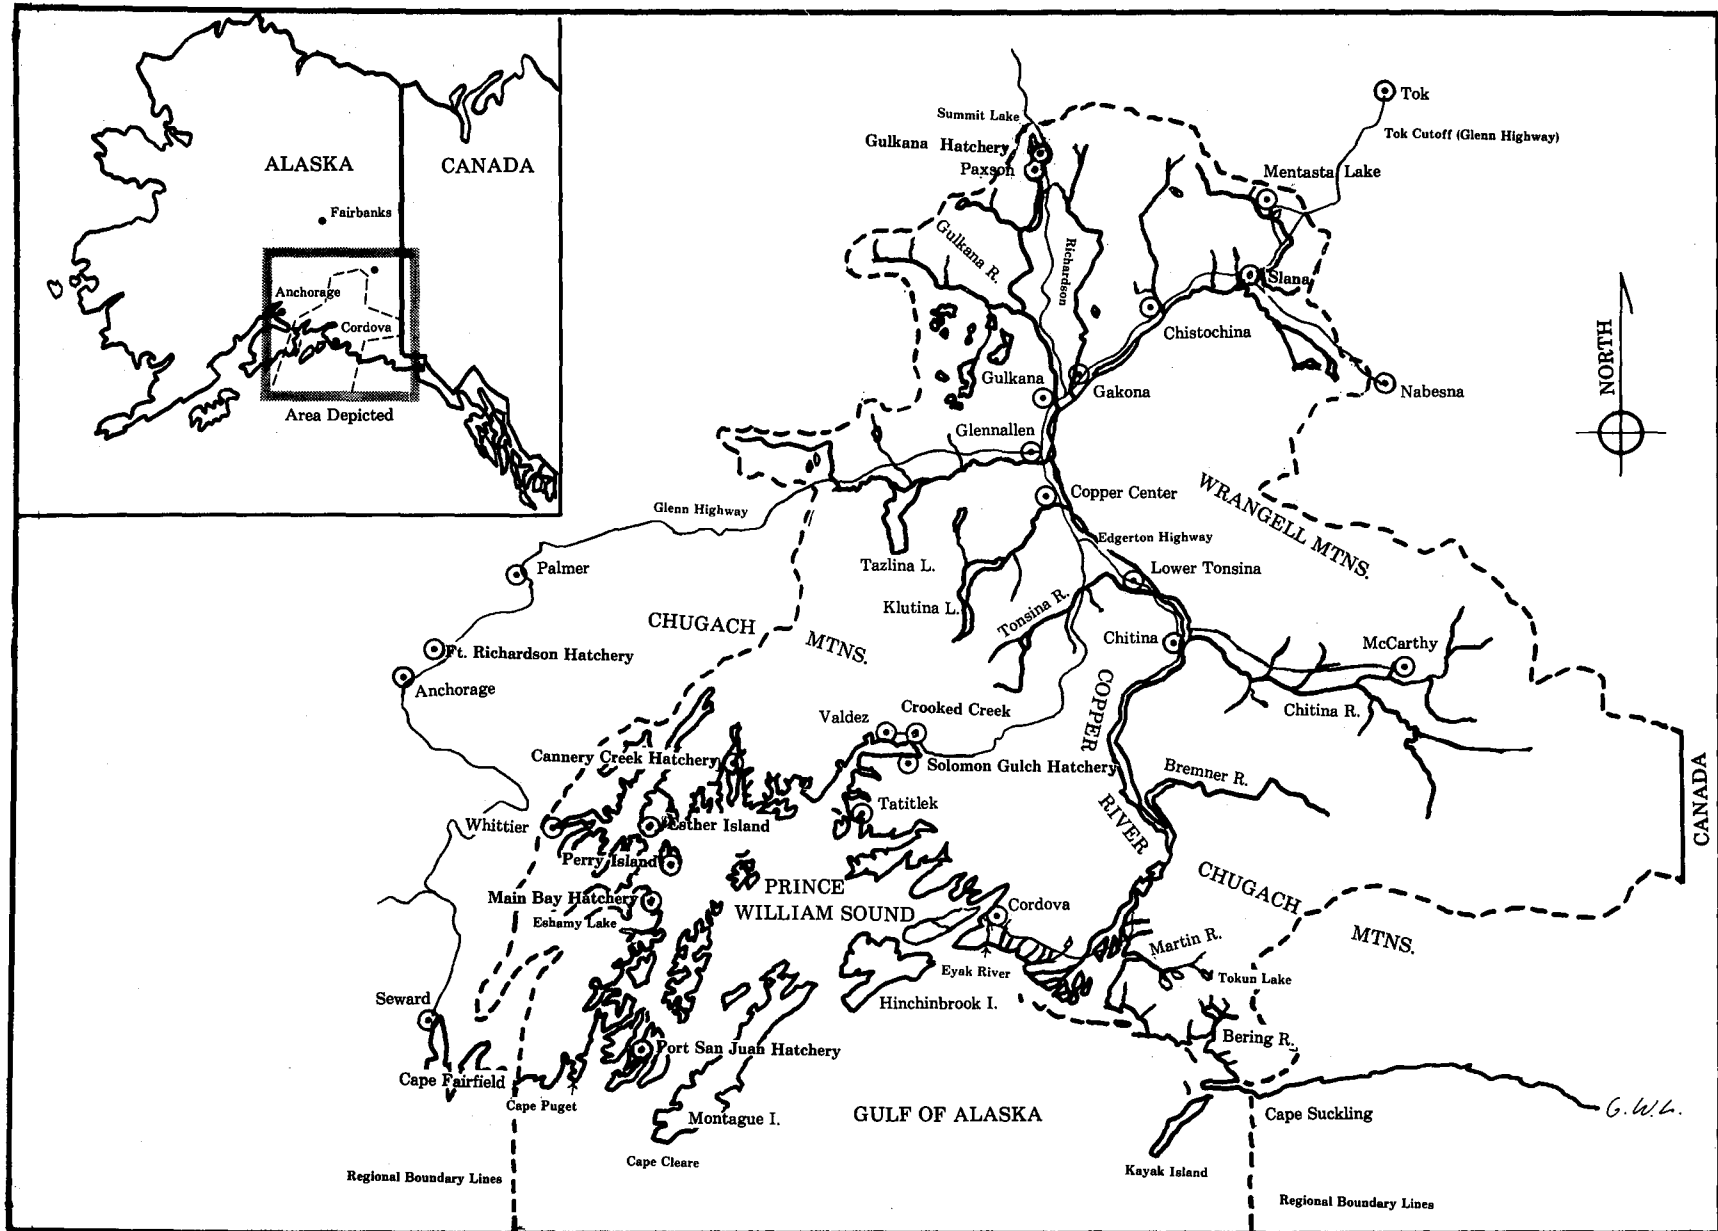 ALASKA
CANADA
Fairbanks
Anchorage
Cordova
Area Depicted
Tok
Tok Cutoff (Glenn Highway)
Summit Lake
Gulkana Hatchery
Paxson
Mentasta Lake
Gulkana R.
Richardson
Slana
Chistochina
Gulkana
Gakona
Nabesna
NORTH
Glennallen
Copper Center
WRANGELL MTNS.
Glenn Highway
Edgerton Highway
Palmer
Tazlina L.
Lower Tonsina
Klutina L.
Tonsina R.
CHUGACH
MTNS.
Chitina
McCarthy
Ft. Richardson Hatchery
Anchorage
COPPER
RIVER
Chitina R.
Valdez
Crooked Creek
Cannery Creek Hatchery
Solomon Gulch Hatchery
Bremner R.
CANADA
Tatitlek
Whittier
Esther Island
Perry Island
PRINCE
WILLIAM SOUND
CHUGACH
MTNS.
Main Bay Hatchery
Eshamy Lake
Cordova
Martin R.
Eyak River
Tokun Lake
Seward
Hinchinbrook I.
Bering R.
Port San Juan Hatchery
Cape Fairfield
Cape Puget
Montague I.
GULF OF ALASKA
Cape Suckling
G.W.L.
Cape Cleare
Kayak Island
Regional Boundary Lines
Regional Boundary Lines